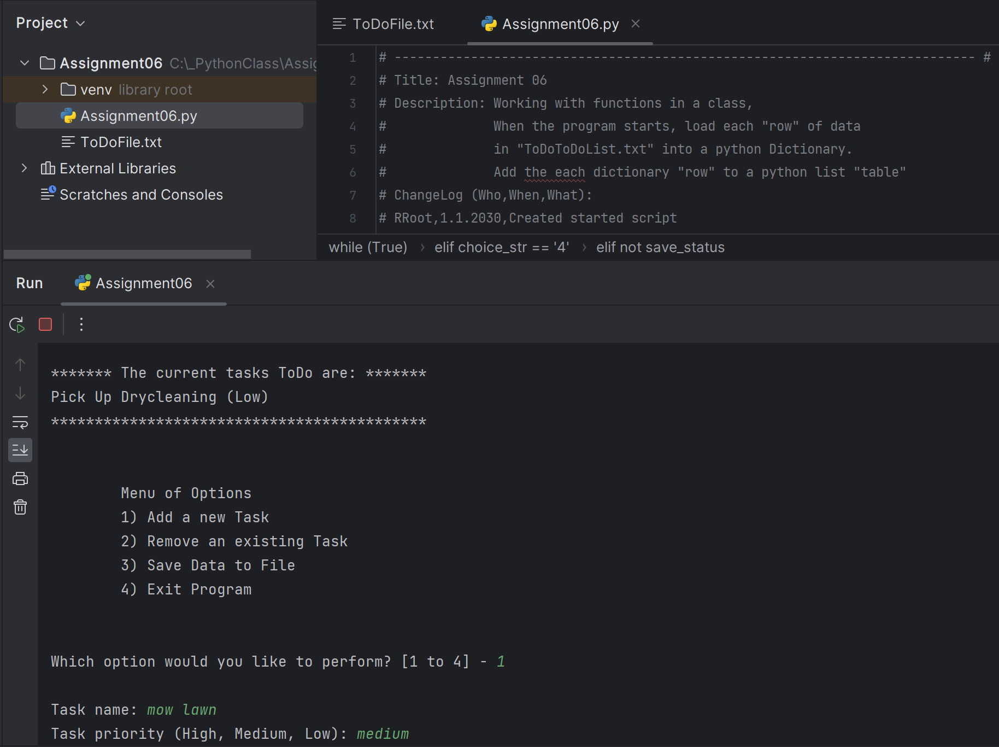 Project
Assignment06 C:\_PythonClass\Assig
venv library root
Assignment06.py
ToDoFile.txt
External Libraries
Scratches and Consoles
ToDoFile.txt
Assignment06.py
1 # ---------------------------------------------------------------------------- #
2 # Title: Assignment 06
3 # Description: Working with functions in a class,
4 #              When the program starts, load each "row" of data
5 #              in "ToDoToDoList.txt" into a python Dictionary.
6 #              Add the each dictionary "row" to a python list "table"
7 # ChangeLog (Who,When,What):
8 # RRoot,1.1.2030,Created started script
while (True) › elif choice_str == '4' › elif not save_status
Run Assignment06
******* The current tasks ToDo are: *******
Pick Up Drycleaning (Low)
*******************************************
Menu of Options
1) Add a new Task
2) Remove an existing Task
3) Save Data to File
4) Exit Program
Which option would you like to perform? [1 to 4] - 1
Task name: mow lawn
Task priority (High, Medium, Low): medium